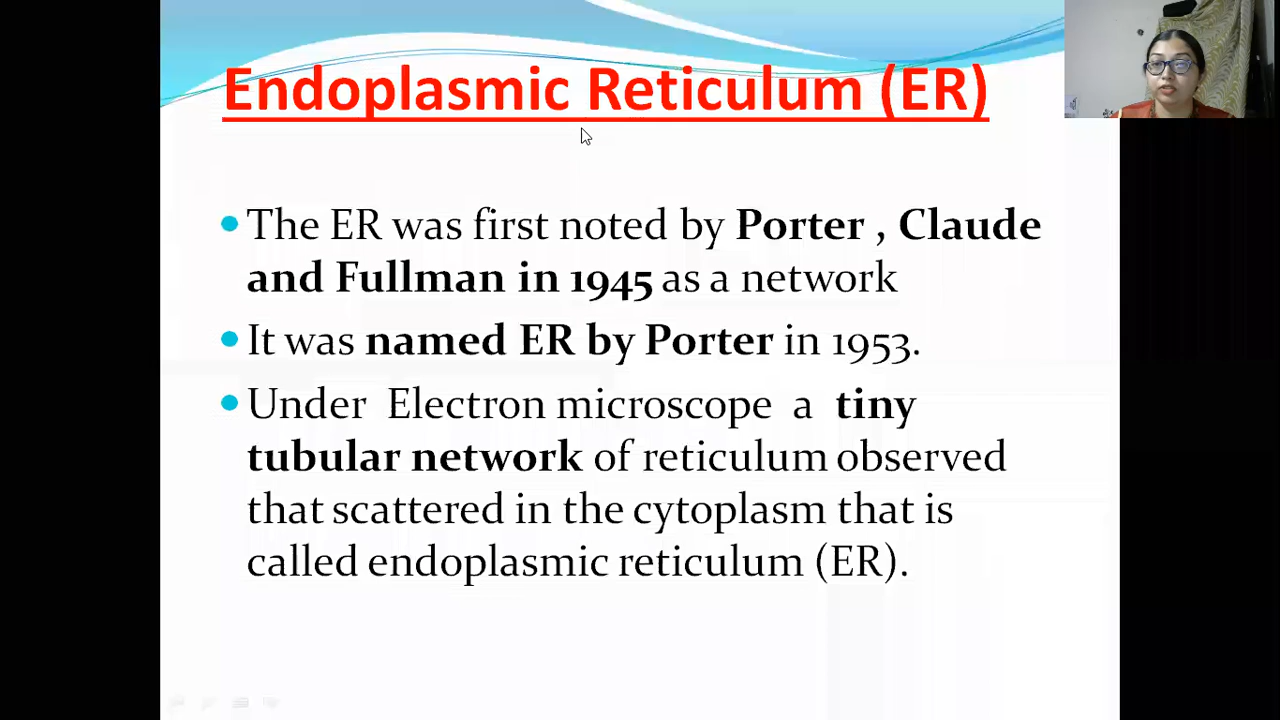 Endoplasmic Reticulum (ER)
The ER was first noted by Porter , Claude
and Fullman in 1945 as a network
It was named ER by Porter in 1953.
Under Electron microscope a tiny
tubular network of reticulum observed
that scattered in the cytoplasm that is
called endoplasmic reticulum (ER).